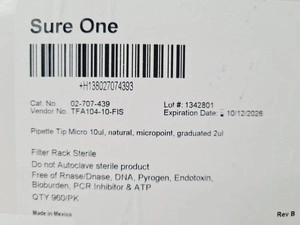 Sure One
+H138027074393
Cat. No. 02-707-439 Lot #: 1342801
Vendor No. TFA104-10-FIS Expiration Date: 10/12/2026
Pipette Tip Micro 10ul, natural, micropoint, graduated 2ul
Filter Rack Sterile
Do not Autoclave sterile product
Free of Rnase/Dnase, DNA, Pyrogen, Endotoxin,
Bioburden, PCR Inhibitor & ATP
QTY 960/PK
Made in Mexico Rev B